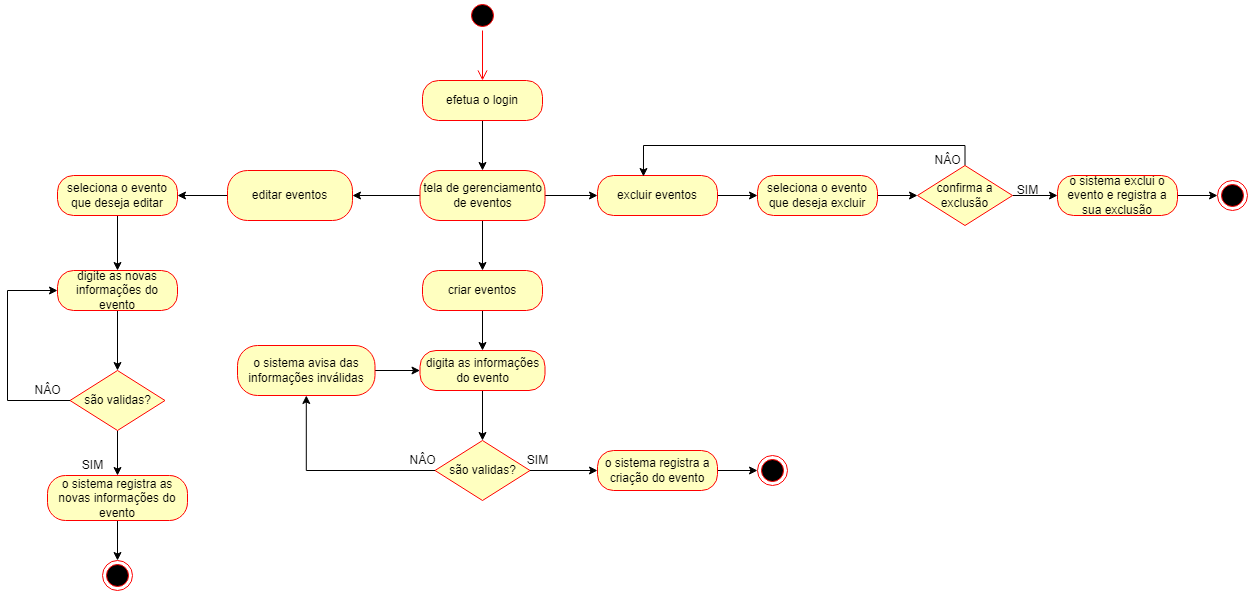 efetua o login
tela de gerenciamento
de eventos
editar eventos
seleciona o evento
que deseja editar
digite as novas
informações do
evento
são validas?
NÂO
SIM
o sistema registra as
novas informações do
evento
criar eventos
digita as informações
do evento
o sistema avisa das
informações inválidas
são validas?
NÂO
SIM
o sistema registra a
criação do evento
excluir eventos
seleciona o evento
que deseja excluir
confirma a
exclusão
NÂO
SIM
o sistema exclui o
evento e registra a
sua exclusão